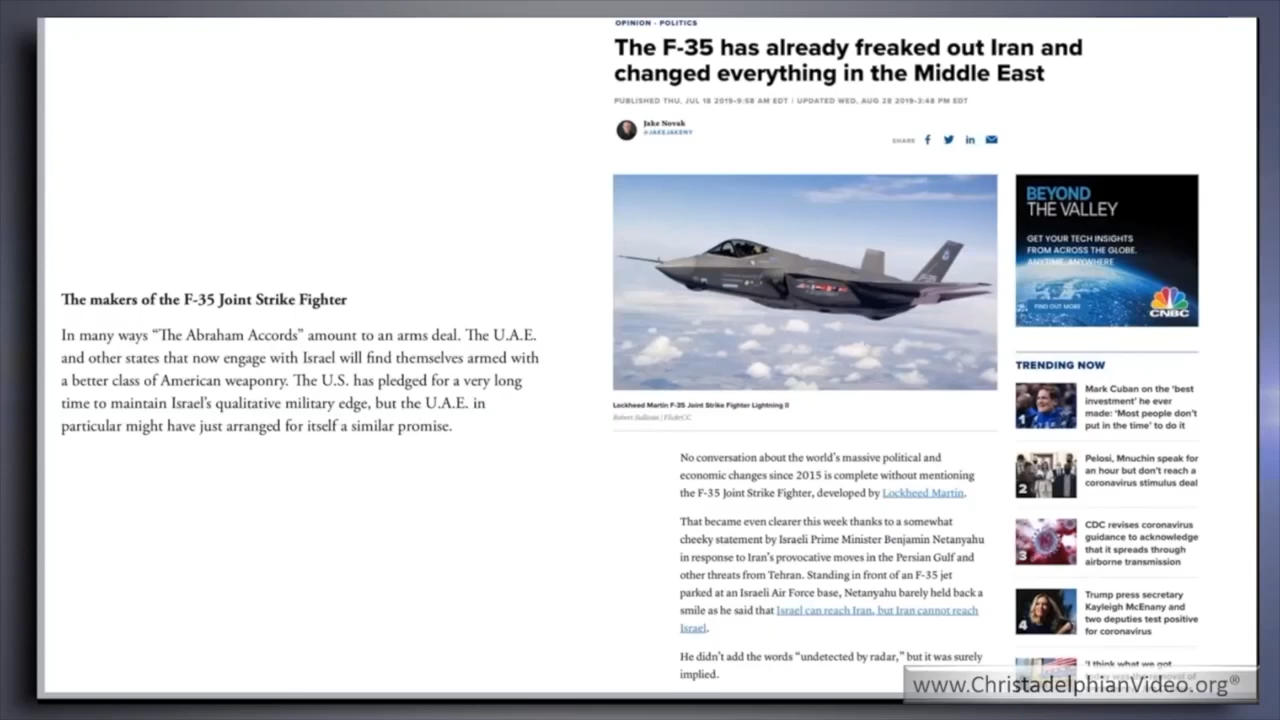 The makers of the F-35 Joint Strike Fighter
In many ways “The Abraham Accords” amount to an arms deal. The U.A.E.
and other states that now engage with Israel will find themselves armed with
a better class of American weaponry. The U.S. has pledged for a very long
time to maintain Israel’s qualitative military edge, but the U.A.E. in
particular might have just arranged for itself a similar promise.
OPINION - POLITICS
The F-35 has already freaked out Iran and
changed everything in the Middle East
PUBLISHED THU, JUL 18 2019-9:58 AM EDT | UPDATED WED, AUG 28 2019-3:48 PM EDT
Jake Novak
@JAKEJAKENY
SHARE
Lockheed Martin F-35 Joint Strike Fighter Lightning II
Robert Sullivan | FlickrCC
No conversation about the world’s massive political and
economic changes since 2015 is complete without mentioning
the F-35 Joint Strike Fighter, developed by Lockheed Martin.
That became even clearer this week thanks to a somewhat
cheeky statement by Israeli Prime Minister Benjamin Netanyahu
in response to Iran’s provocative moves in the Persian Gulf and
other threats from Tehran. Standing in front of an F-35 jet
parked at an Israeli Air Force base, Netanyahu barely held back a
smile as he said that Israel can reach Iran, but Iran cannot reach
Israel.
He didn’t add the words “undetected by radar,” but it was surely
implied.
BEYOND
THE VALLEY
GET YOUR TECH INSIGHTS
FROM ACROSS THE GLOBE.
ANYTIME, ANYWHERE.
FIND OUT MORE
CNBC
TRENDING NOW
1
Mark Cuban on the ‘best
investment’ he ever
made: ‘Most people don’t
put in the time’ to do it
2
Pelosi, Mnuchin speak for
an hour but don’t reach a
coronavirus stimulus deal
3
CDC revises coronavirus
guidance to acknowledge
that it spreads through
airborne transmission
4
Trump press secretary
Kayleigh McEnany and
two deputies test positive
for coronavirus
‘I think what we got
today was the removal of
www.ChristadelphianVideo.org®